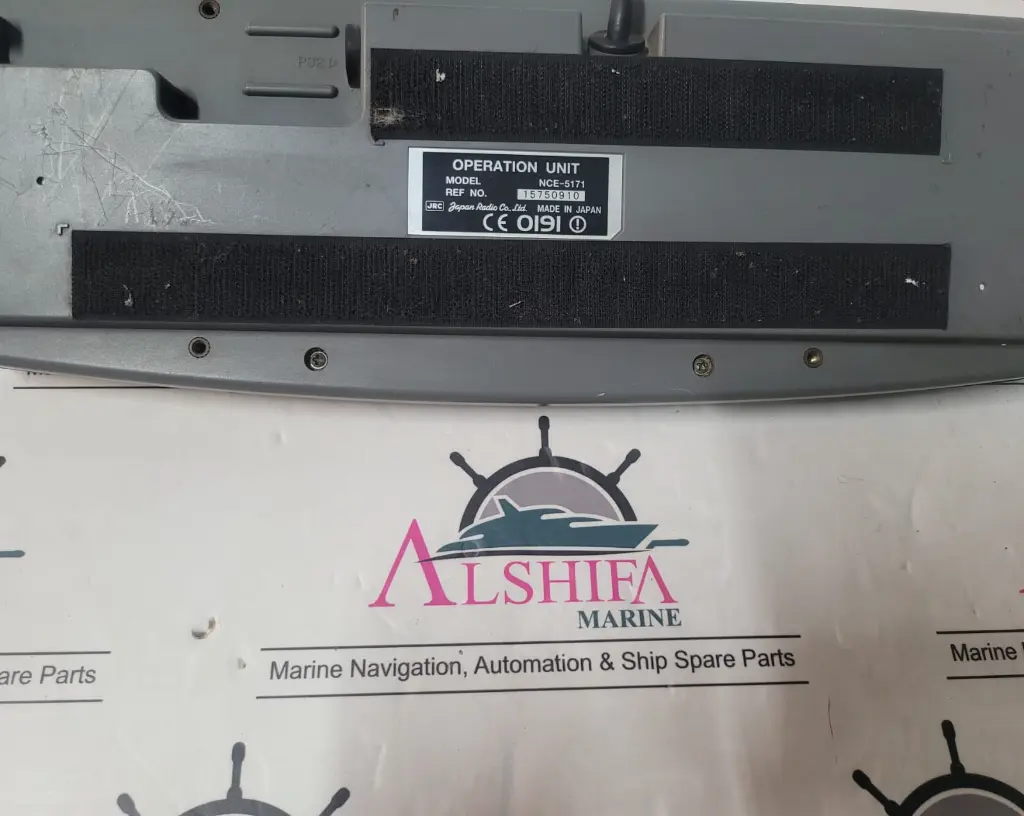 PS2
OPERATION UNIT
MODEL NCE-5171
REF NO. 15750910
JRC Japan Radio Co., Ltd. MADE IN JAPAN
CE 0191
ALSHIFA
MARINE
Marine Navigation, Automation & Ship Spare Parts
are Parts
Marine